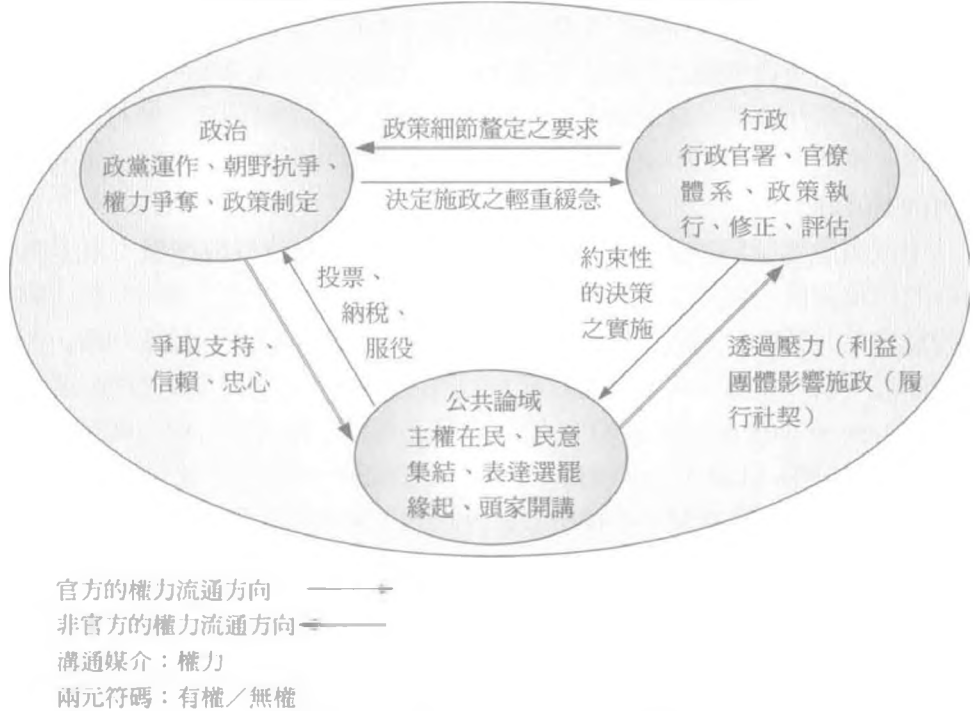 政治
政黨運作、朝野抗爭、
權力爭奪、政策制定
政策細節釐定之要求
決定施政之輕重緩急
行政
行政官署、官僚
體系、政策執
行、修正、評估
投票、
納稅、
服役
約束性
的決策
之實施
爭取支持、
信賴、忠心
透過壓力（利益）
團體影響施政（履
行社契）
公共論域
主權在民、民意
集結、表達選罷
緣起、頭家開講
官方的權力流通方向
非官方的權力流通方向
溝通媒介：權力
兩元符碼：有權／無權